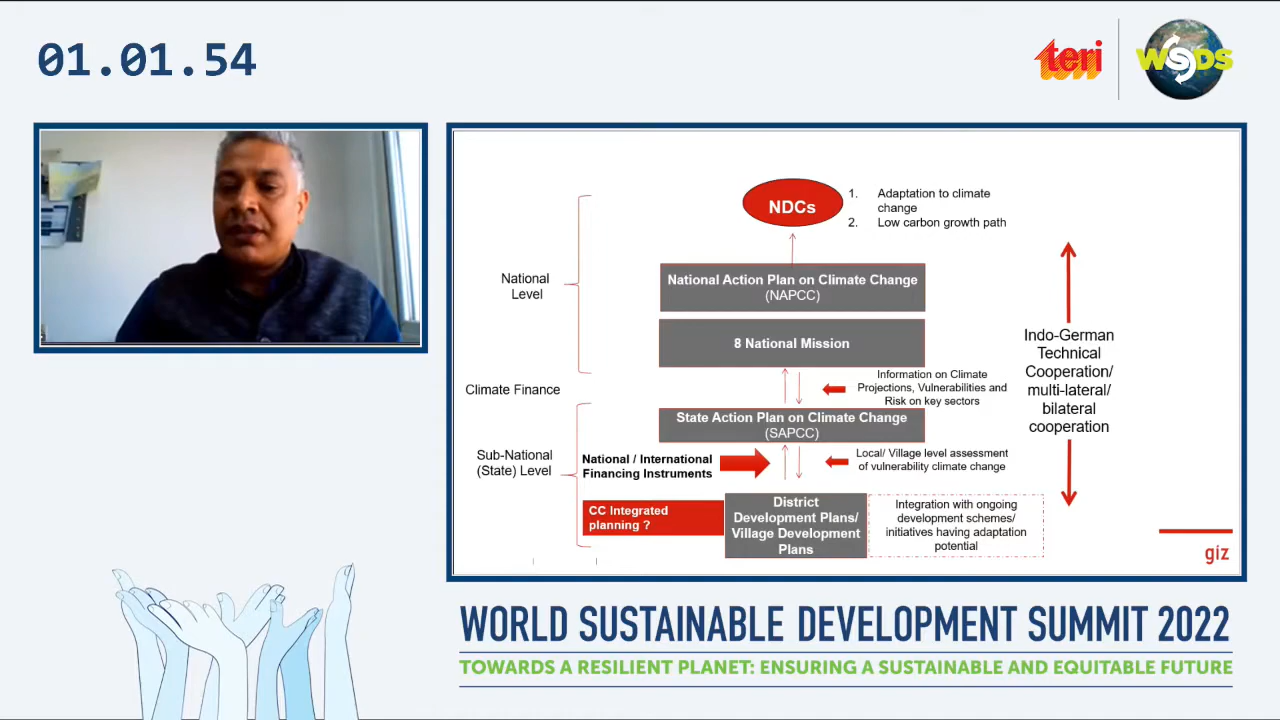 01.01.54
teri
WSDS
NDCs
1. Adaptation to climate
change
2. Low carbon growth path
National
Level
National Action Plan on Climate Change
(NAPCC)
8 National Mission
Climate Finance
Information on Climate
Projections, Vulnerabilities and
Risk on key sectors
Indo-German
Technical
Cooperation/
multi-lateral/
bilateral
cooperation
State Action Plan on Climate Change
(SAPCC)
Sub-National
(State) Level
National / International
Financing Instruments
Local/ Village level assessment
of vulnerability climate change
CC Integrated
planning ?
District
Development Plans/
Village Development
Plans
Integration with ongoing
development schemes/
initiatives having adaptation
potential
giz
WORLD SUSTAINABLE DEVELOPMENT SUMMIT 2022
TOWARDS A RESILIENT PLANET: ENSURING A SUSTAINABLE AND EQUITABLE FUTURE